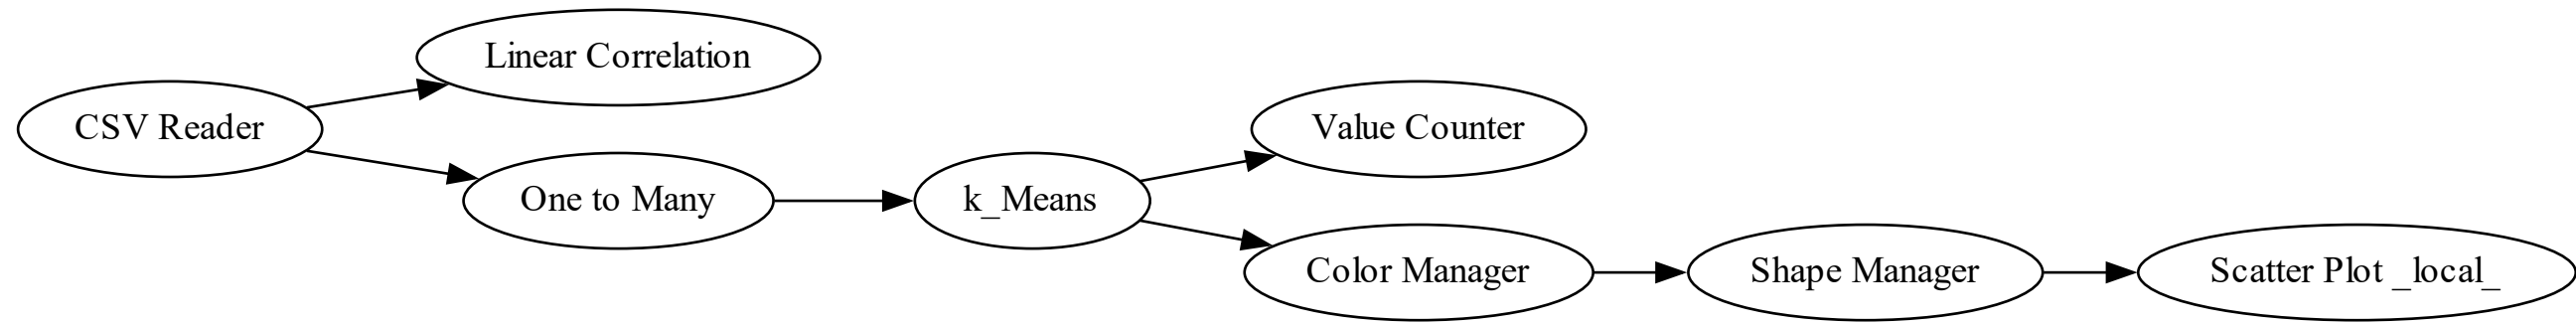 Linear Correlation
CSV Reader
Value Counter
One to Many
k_Means
Color Manager
Shape Manager
Scatter Plot _local_